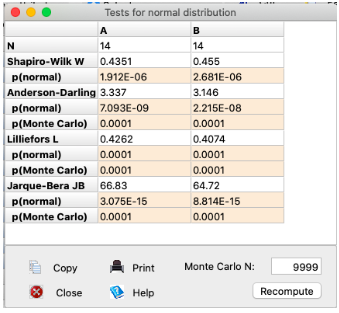 Tests for normal distribution
A B
N 14 14
Shapiro-Wilk W 0.4351 0.455
p(normal) 1.912E-06 2.681E-06
Anderson-Darling 3.337 3.146
p(normal) 7.093E-09 2.215E-08
p(Monte Carlo) 0.0001 0.0001
Lilliefors L 0.4262 0.4074
p(normal) 0.0001 0.0001
p(Monte Carlo) 0.0001 0.0001
Jarque-Bera JB 66.83 64.72
p(normal) 3.075E-15 8.814E-15
p(Monte Carlo) 0.0001 0.0001
Copy Print Monte Carlo N: 9999
Close Help Recompute